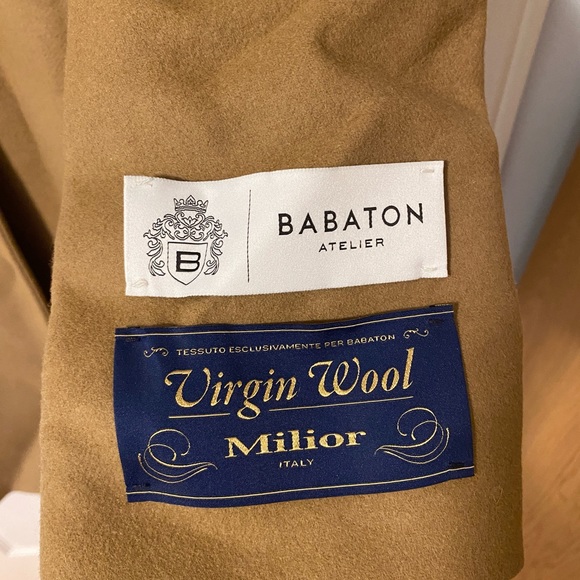 B
BABATON
ATELIER
TESSUTO ESCLUSIVAMENTE PER BABATON
Virgin Wool
Milior
ITALY